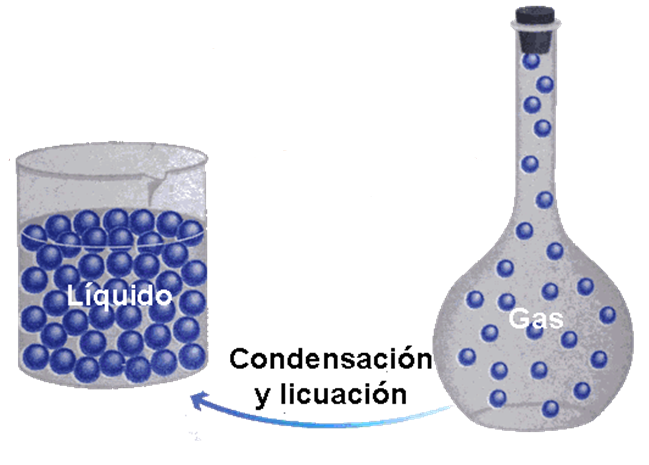 Líquido
Gas
Condensación
y licuación